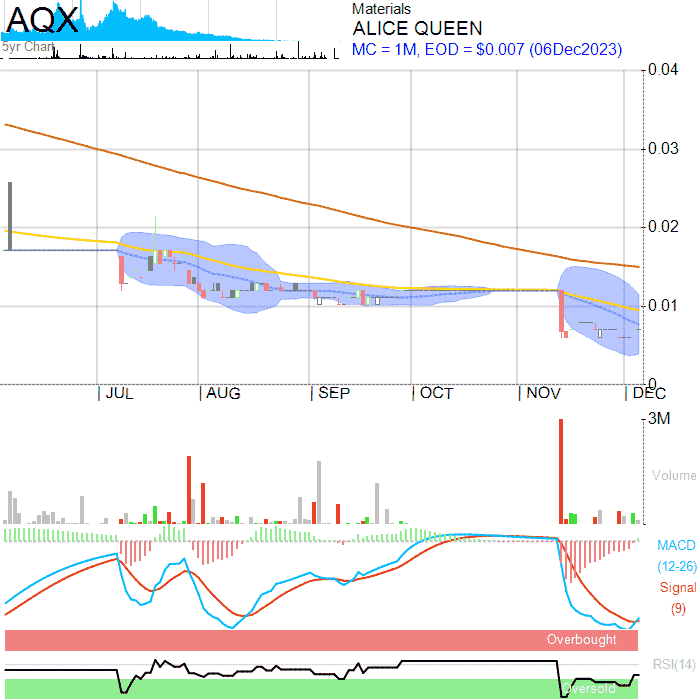 AQX
5yr Chart
Materials
ALICE QUEEN
MC = 1M, EOD = $0.007 (06Dec2023)
0.04
0.03
0.02
0.01
0
JUL AUG SEP OCT NOV DEC
3M
Volume
MACD
(12-26)
Signal
(9)
Overbought
RSI(14)
Oversold